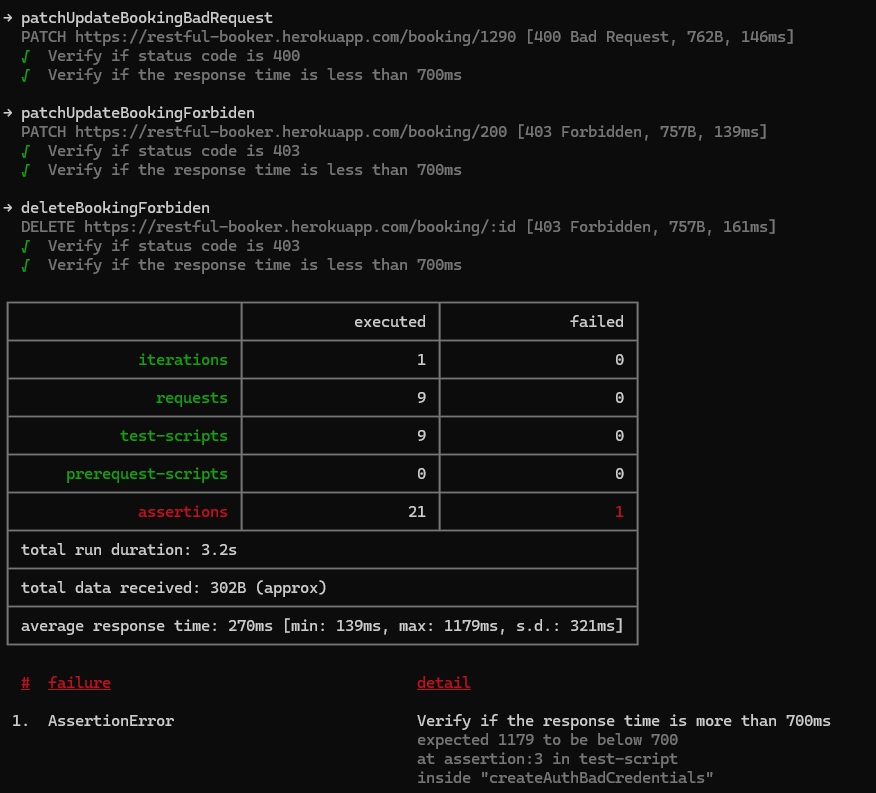 → patchUpdateBookingBadRequest
PATCH https://restful-booker.herokuapp.com/booking/1290 [400 Bad Request, 762B, 146ms]
√ Verify if status code is 400
√ Verify if the response time is less than 700ms
→ patchUpdateBookingForbiden
PATCH https://restful-booker.herokuapp.com/booking/200 [403 Forbidden, 757B, 139ms]
√ Verify if status code is 403
√ Verify if the response time is less than 700ms
→ deleteBookingForbiden
DELETE https://restful-booker.herokuapp.com/booking/:id [403 Forbidden, 757B, 161ms]
√ Verify if status code is 403
√ Verify if the response time is less than 700ms
executed failed
iterations 1 0
requests 9 0
test-scripts 9 0
prerequest-scripts 0 0
assertions 21 1
total run duration: 3.2s
total data received: 302B (approx)
average response time: 270ms [min: 139ms, max: 1179ms, s.d.: 321ms]
# failure detail
1. AssertionError Verify if the response time is more than 700ms
expected 1179 to be below 700
at assertion:3 in test-script
inside "createAuthBadCredentials"